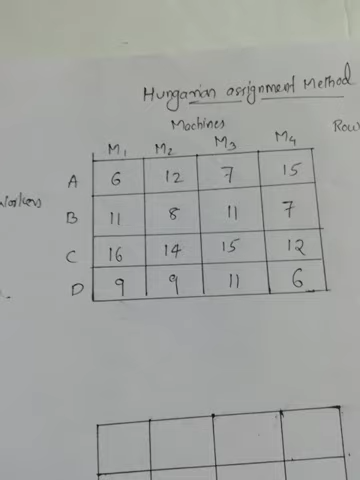 Hungarian assignment Method
Machines
Row
M1 M2 M3 M4
A 6 12 7 15
Workers
B 11 8 11 7
C 16 14 15 12
D 9 9 11 6